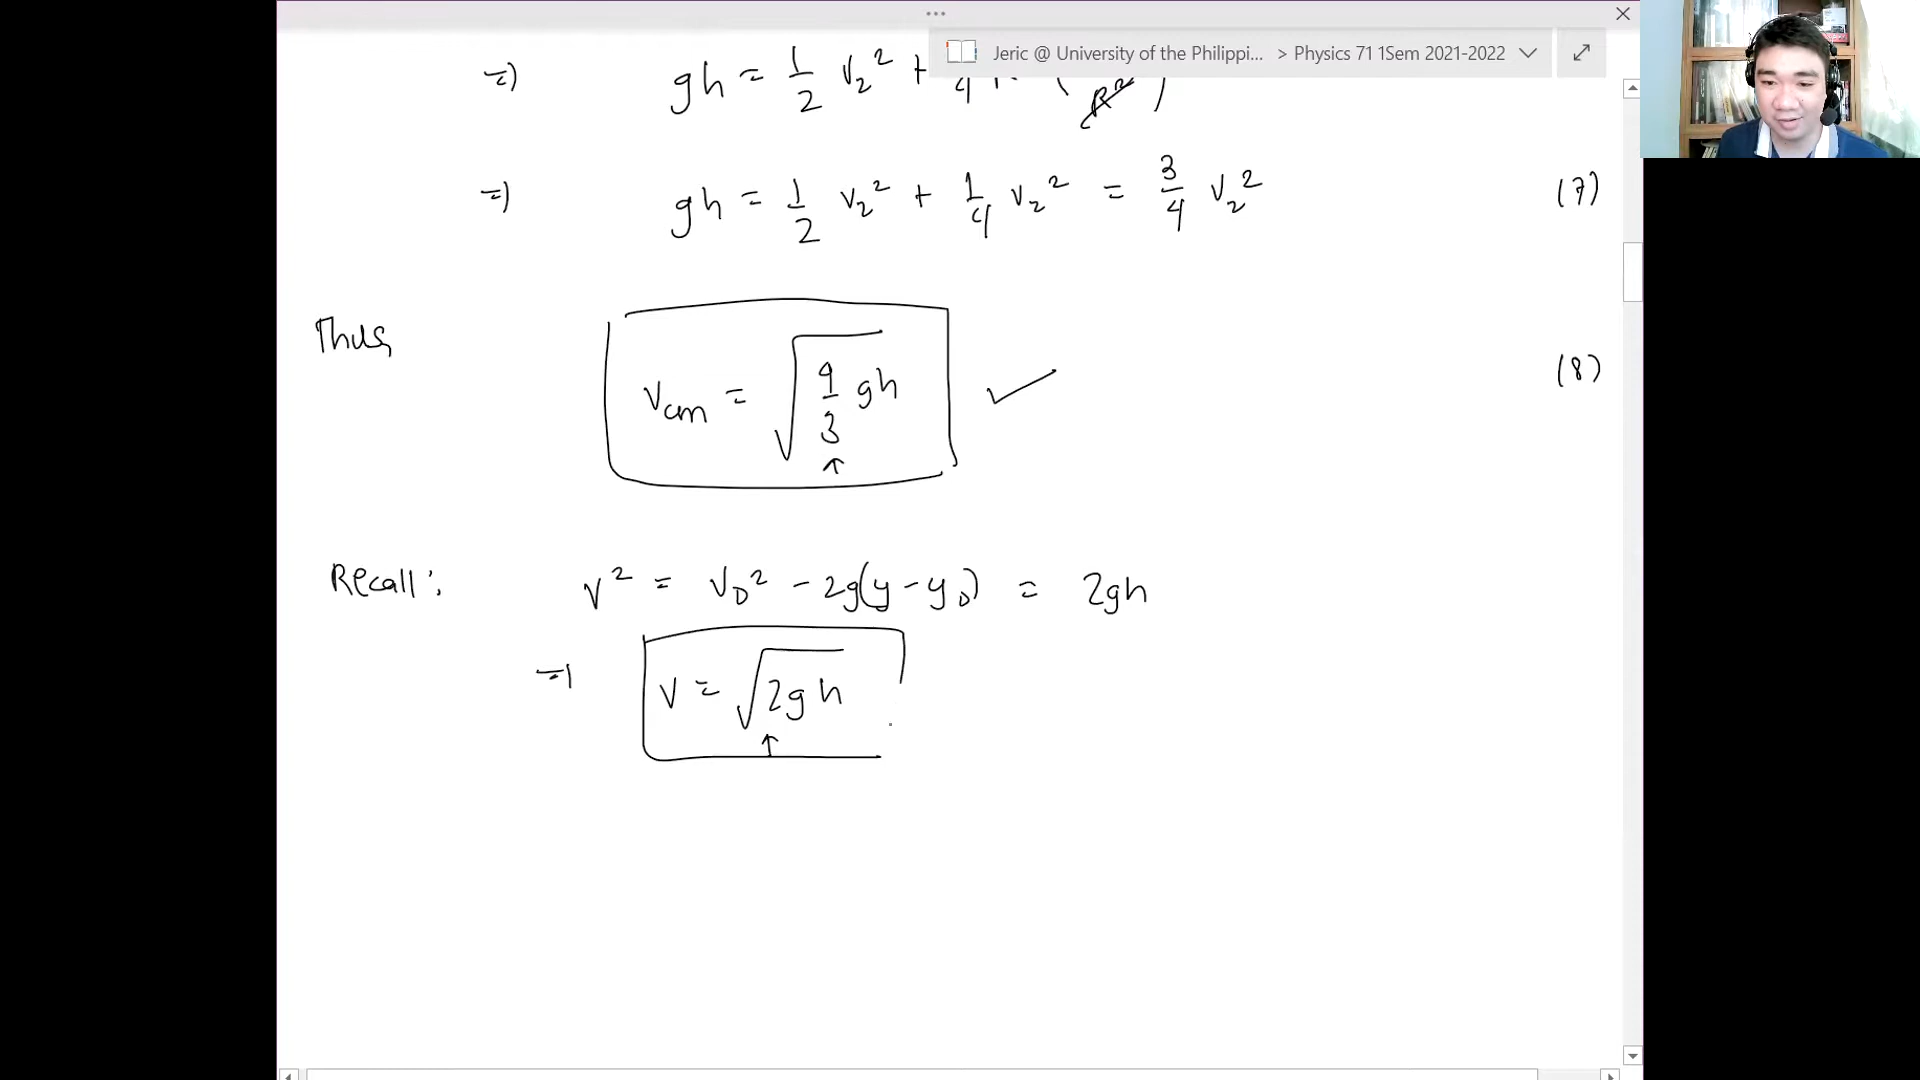 ...
Jeric @ University of the Philippi... > Physics 71 1Sem 2021-2022
=) gh = 1/2 v₂² + 1/4
=) gh = 1/2 v₂² + 1/4 v₂² = 3/4 v₂² (7)
Thus,
v_cm = √(4/3 gh) ✓ (8)
↑
Recall: v² = v₀² - 2g(y - y₀) = 2gh
=) v = √(2gh)
↑